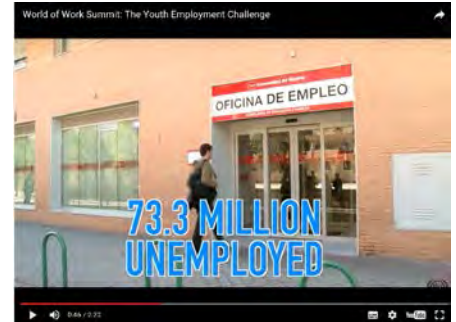 World of Work Summit: The Youth Employment Challenge
OFICINA DE EMPLEO
73.3 MILLION
UNEMPLOYED
0:46 / 2:22
YouTube